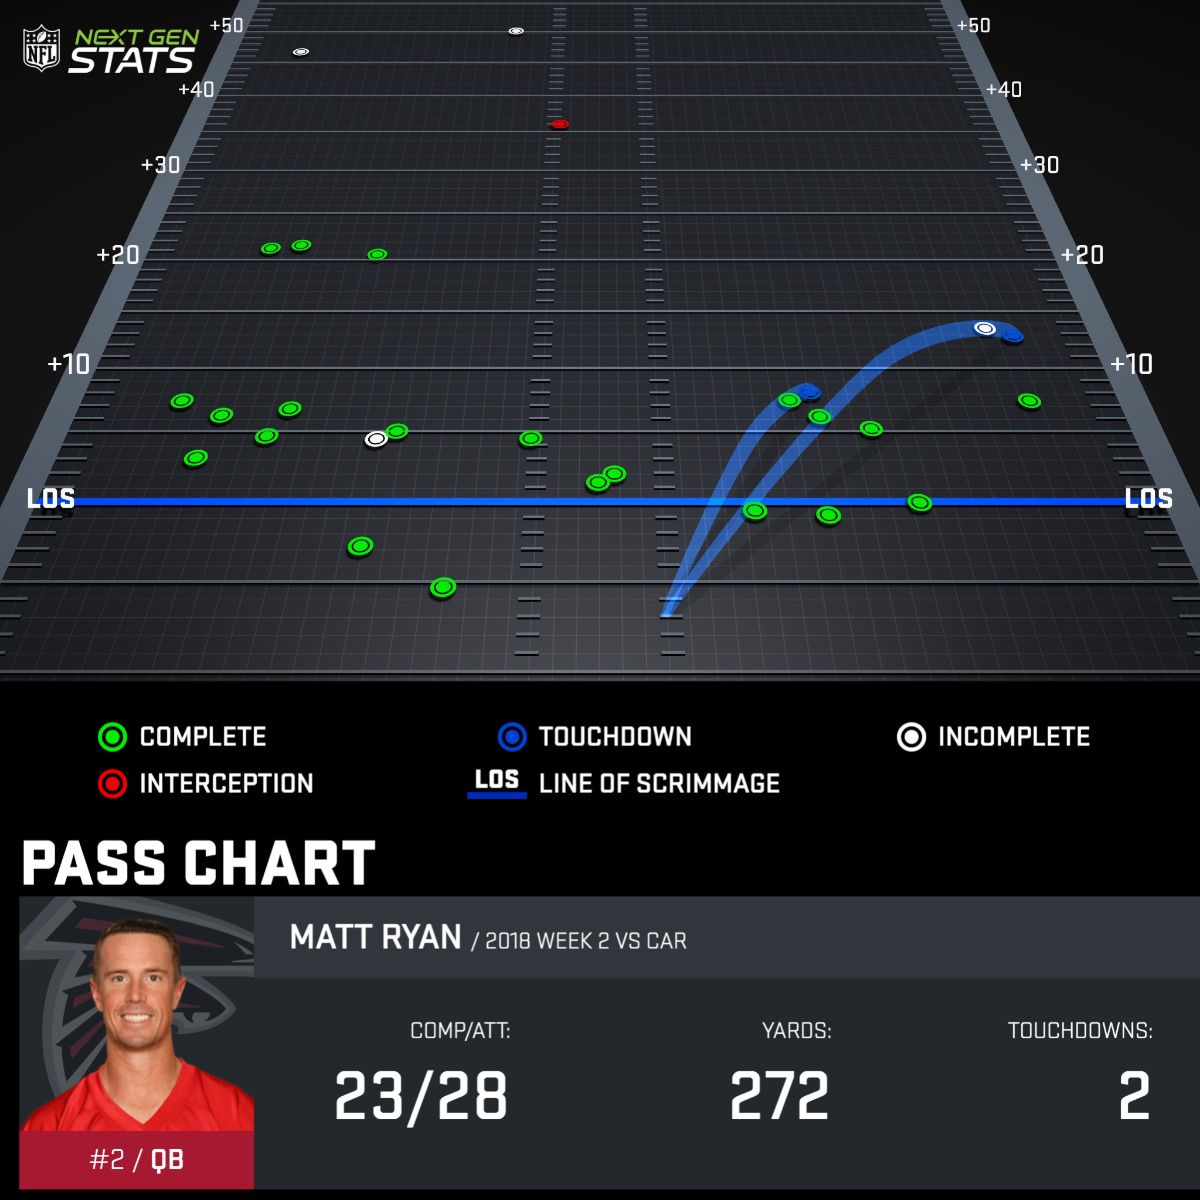 +50
+50
NFL
NEXT GEN
STATS
+40
+40
+30
+30
+20
+20
+10
+10
LOS
LOS
COMPLETE
TOUCHDOWN
INCOMPLETE
INTERCEPTION
LOS LINE OF SCRIMMAGE
PASS CHART
MATT RYAN / 2018 WEEK 2 VS CAR
COMP/ATT:
YARDS:
TOUCHDOWNS:
23/28
272
2
#2 / QB